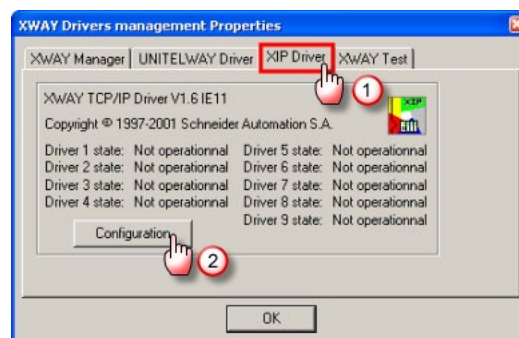 XWAY Drivers management Properties
XWAY Manager UNITELWAY Driver XIP Driver XWAY Test
1
XWAY TCP/IP Driver V1.6 IE11
XIP
Copyright © 1997-2001 Schneider Automation S.A.
Driver 1 state: Not operationnal Driver 5 state: Not operationnal
Driver 2 state: Not operationnal Driver 6 state: Not operationnal
Driver 3 state: Not operationnal Driver 7 state: Not operationnal
Driver 4 state: Not operationnal Driver 8 state: Not operationnal
Driver 9 state: Not operationnal
Configuration
2
OK